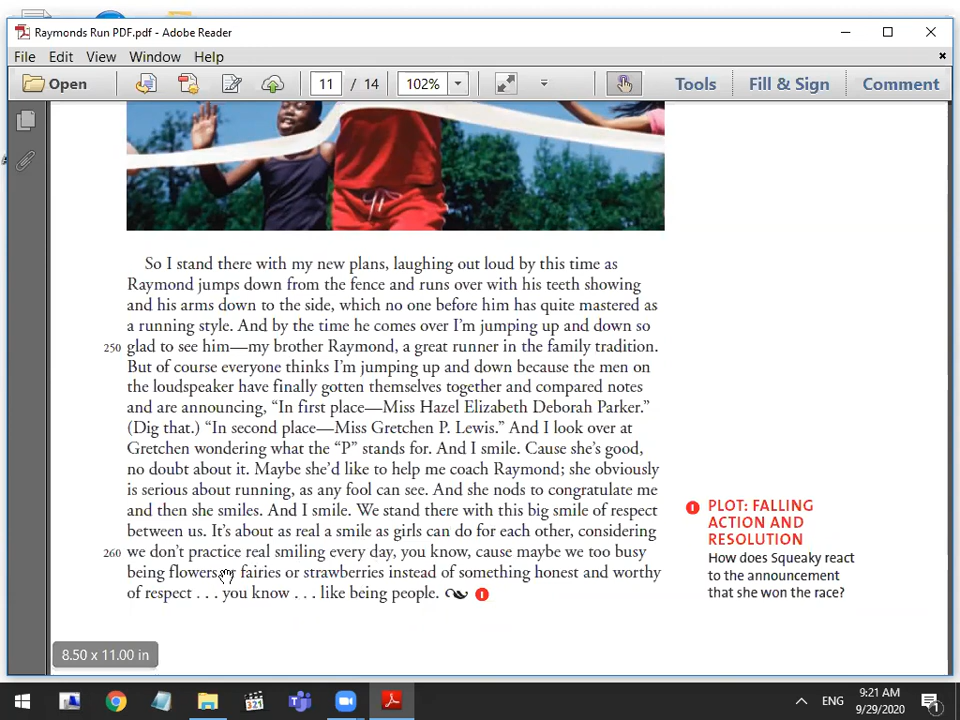 Raymonds Run PDF.pdf - Adobe Reader
File Edit View Window Help
Open 11 / 14 102% Tools Fill & Sign Comment
So I stand there with my new plans, laughing out loud by this time as
Raymond jumps down from the fence and runs over with his teeth showing
and his arms down to the side, which no one before him has quite mastered as
a running style. And by the time he comes over I'm jumping up and down so
250 glad to see him—my brother Raymond, a great runner in the family tradition.
But of course everyone thinks I'm jumping up and down because the men on
the loudspeaker have finally gotten themselves together and compared notes
and are announcing, “In first place—Miss Hazel Elizabeth Deborah Parker.”
(Dig that.) “In second place—Miss Gretchen P. Lewis.” And I look over at
Gretchen wondering what the “P” stands for. And I smile. Cause she's good,
no doubt about it. Maybe she'd like to help me coach Raymond; she obviously
is serious about running, as any fool can see. And she nods to congratulate me
and then she smiles. And I smile. We stand there with this big smile of respect
between us. It's about as real a smile as girls can do for each other, considering
260 we don't practice real smiling every day, you know, cause maybe we too busy
being flowers or fairies or strawberries instead of something honest and worthy
of respect . . . you know . . . like being people.
PLOT: FALLING
ACTION AND
RESOLUTION
How does Squeaky react
to the announcement
that she won the race?
8.50 x 11.00 in
321
ENG
9:21 AM
9/29/2020
1